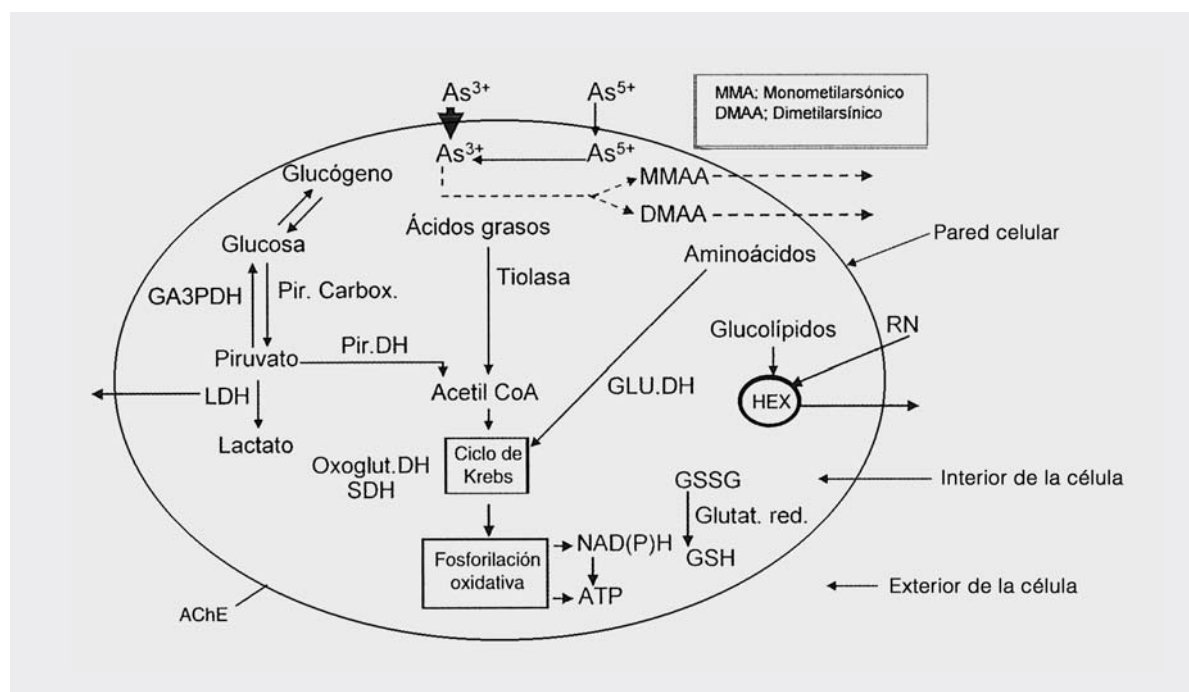 As3+
As5+
MMA; Monometilarsónico
DMAA; Dimetilarsínico
As3+
As5+
Glucógeno
MMAA
DMAA
Ácidos grasos
Pared celular
Glucosa
Aminoácidos
Tiolasa
GA3PDH
Pir. Carbox.
Glucolípidos
RN
Piruvato
Pir.DH
Acetil CoA
GLU.DH
HEX
LDH
Lactato
Ciclo de
Krebs
Oxoglut.DH
SDH
GSSG
Interior de la célula
Glutat. red.
Fosforilación
oxidativa
NAD(P)H
GSH
ATP
Exterior de la célula
AChE